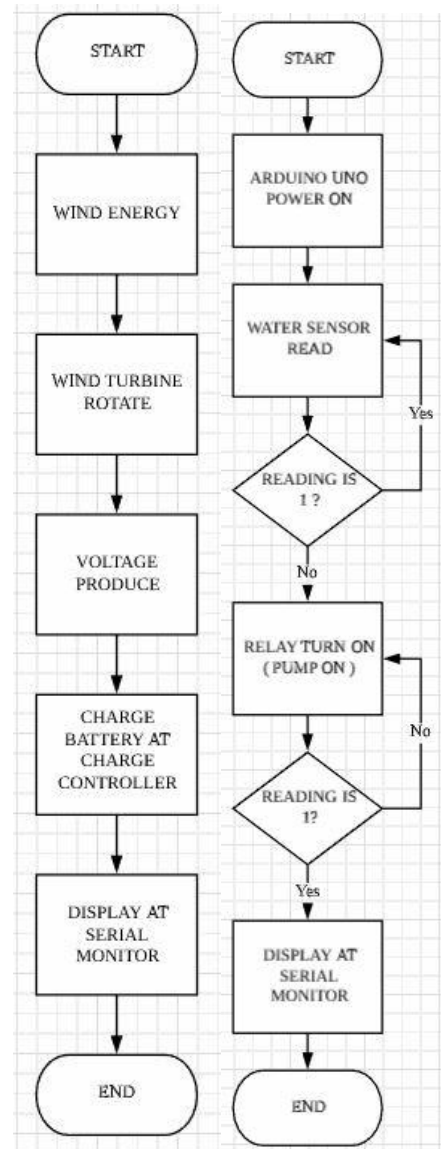 START
WIND ENERGY
WIND TURBINE
ROTATE
VOLTAGE
PRODUCE
CHARGE
BATTERY AT
CHARGE
CONTROLLER
DISPLAY AT
SERIAL
MONITOR
END
START
ARDUINO UNO
POWER ON
WATER SENSOR
READ
Yes
READING IS
1 ?
No
RELAY TURN ON
( PUMP ON )
No
READING IS
1?
Yes
DISPLAY AT
SERIAL
MONITOR
END